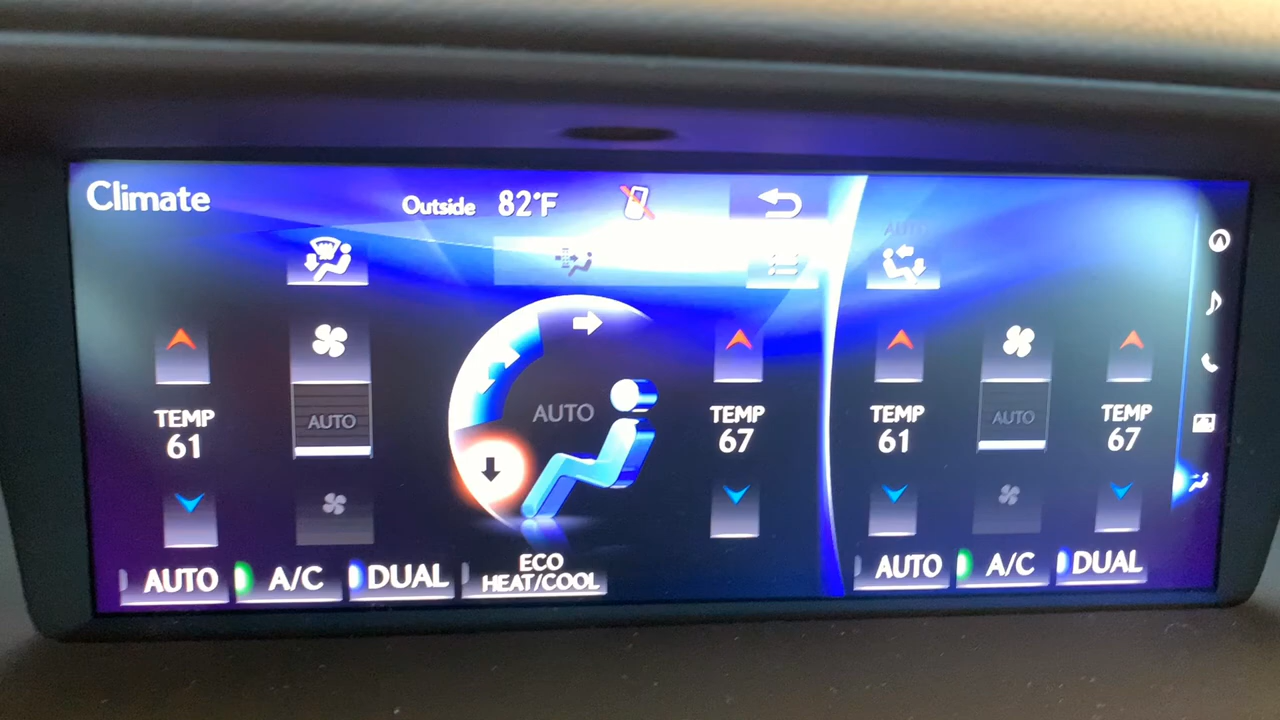 Climate
Outside 82°F
AUTO
TEMP
61
AUTO
AUTO
TEMP
67
TEMP
61
AUTO
TEMP
67
AUTO
A/C
DUAL
ECO
HEAT/COOL
AUTO
A/C
DUAL